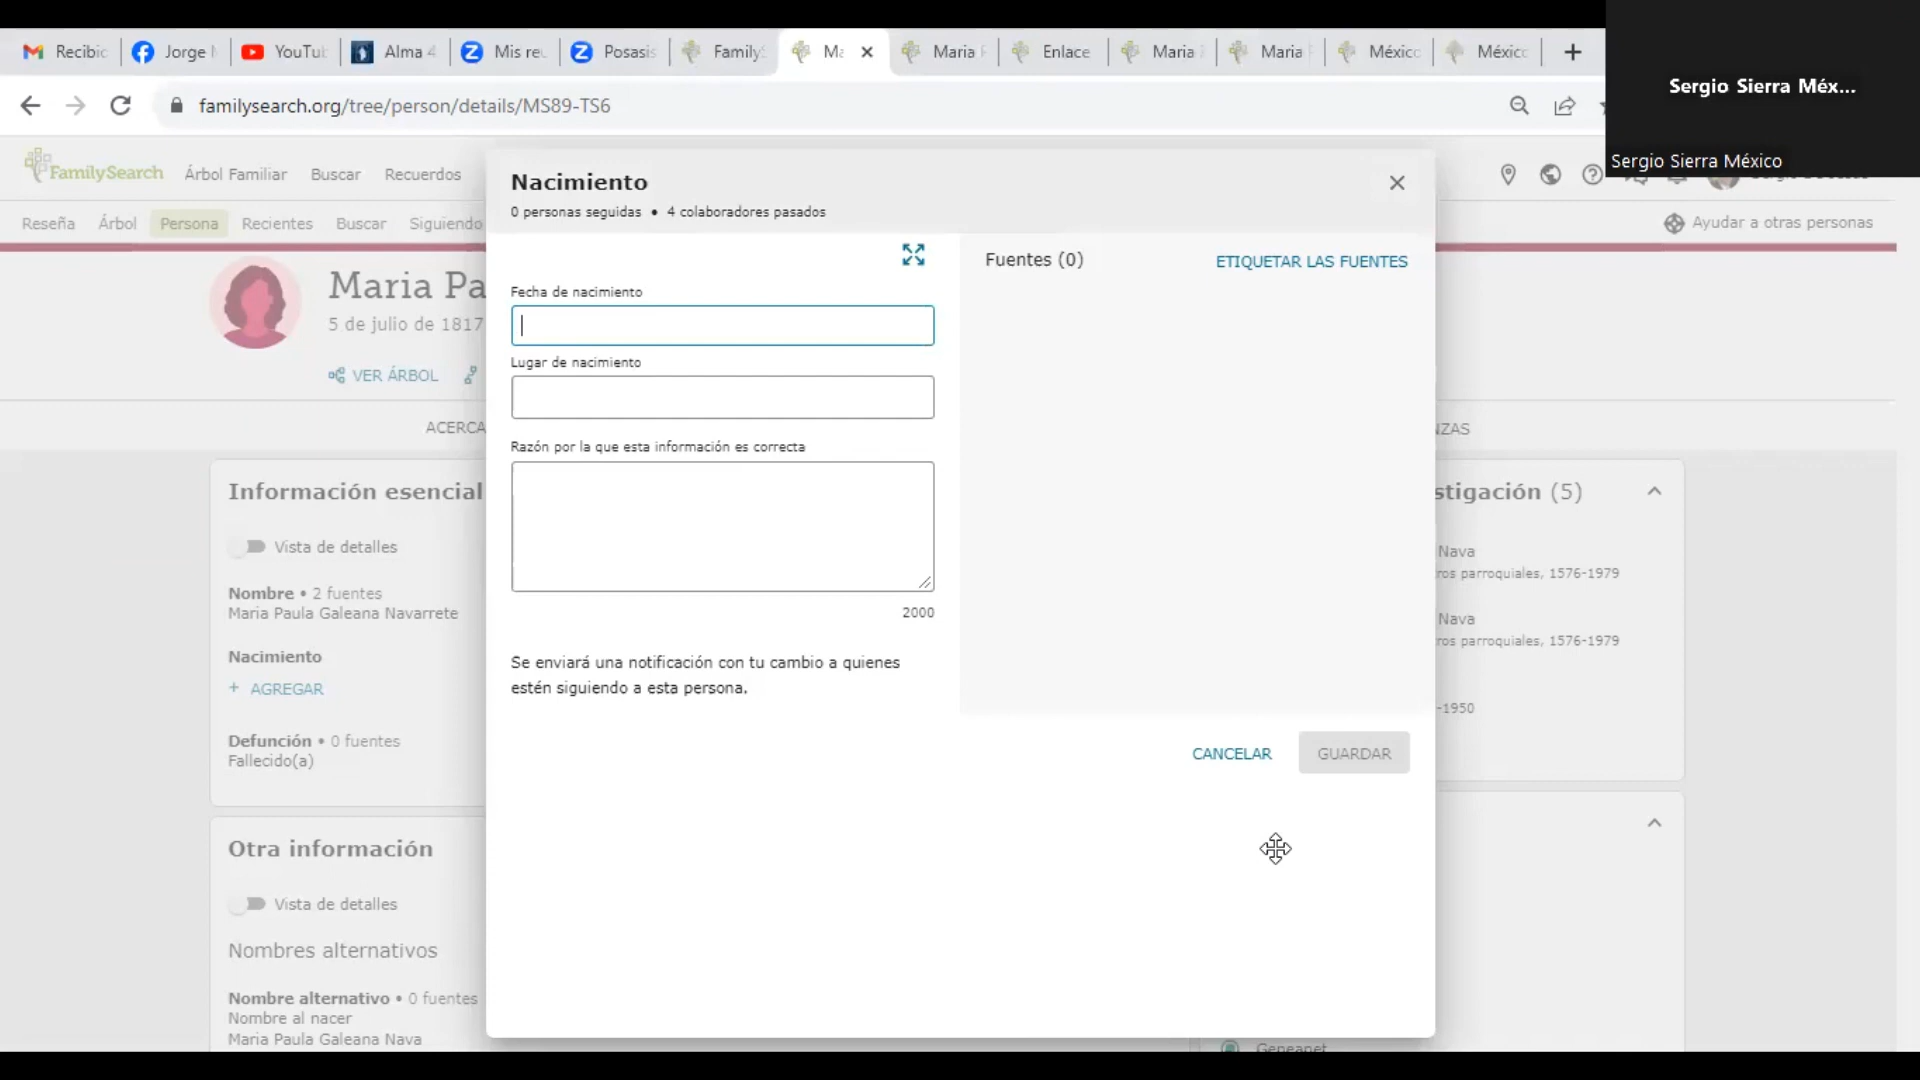 Recibic
Jorge
YouTub
Alma 4
Mis re
Posasis
Family
Ma
Maria
Enlace
Maria
Maria
México
México
familysearch.org/tree/person/details/MS89-TS6
Sergio Sierra Méx...
Sergio Sierra México
FamilySearch
Árbol Familiar
Buscar
Recuerdos
Reseña
Árbol
Persona
Recientes
Buscar
Siguiendo
Ayudar a otras personas
Maria Pa
5 de julio de 1817
VER ÁRBOL
ACERCA
NZAS
Nacimiento
0 personas seguidas • 4 colaboradores pasados
Fecha de nacimiento
Lugar de nacimiento
Razón por la que esta información es correcta
2000
Se enviará una notificación con tu cambio a quienes
estén siguiendo a esta persona.
Fuentes (0)
ETIQUETAR LAS FUENTES
CANCELAR
GUARDAR
Información esencial
Vista de detalles
Nombre • 2 fuentes
Maria Paula Galeana Navarrete
Nacimiento
+ AGREGAR
Defunción • 0 fuentes
Fallecido(a)
Otra información
Vista de detalles
Nombres alternativos
Nombre alternativo • 0 fuentes
Nombre al nacer
Maria Paula Galeana Nava
stigación (5)
Nava
ros parroquiales, 1576-1979
Nava
ros parroquiales, 1576-1979
-1950
Geneanet